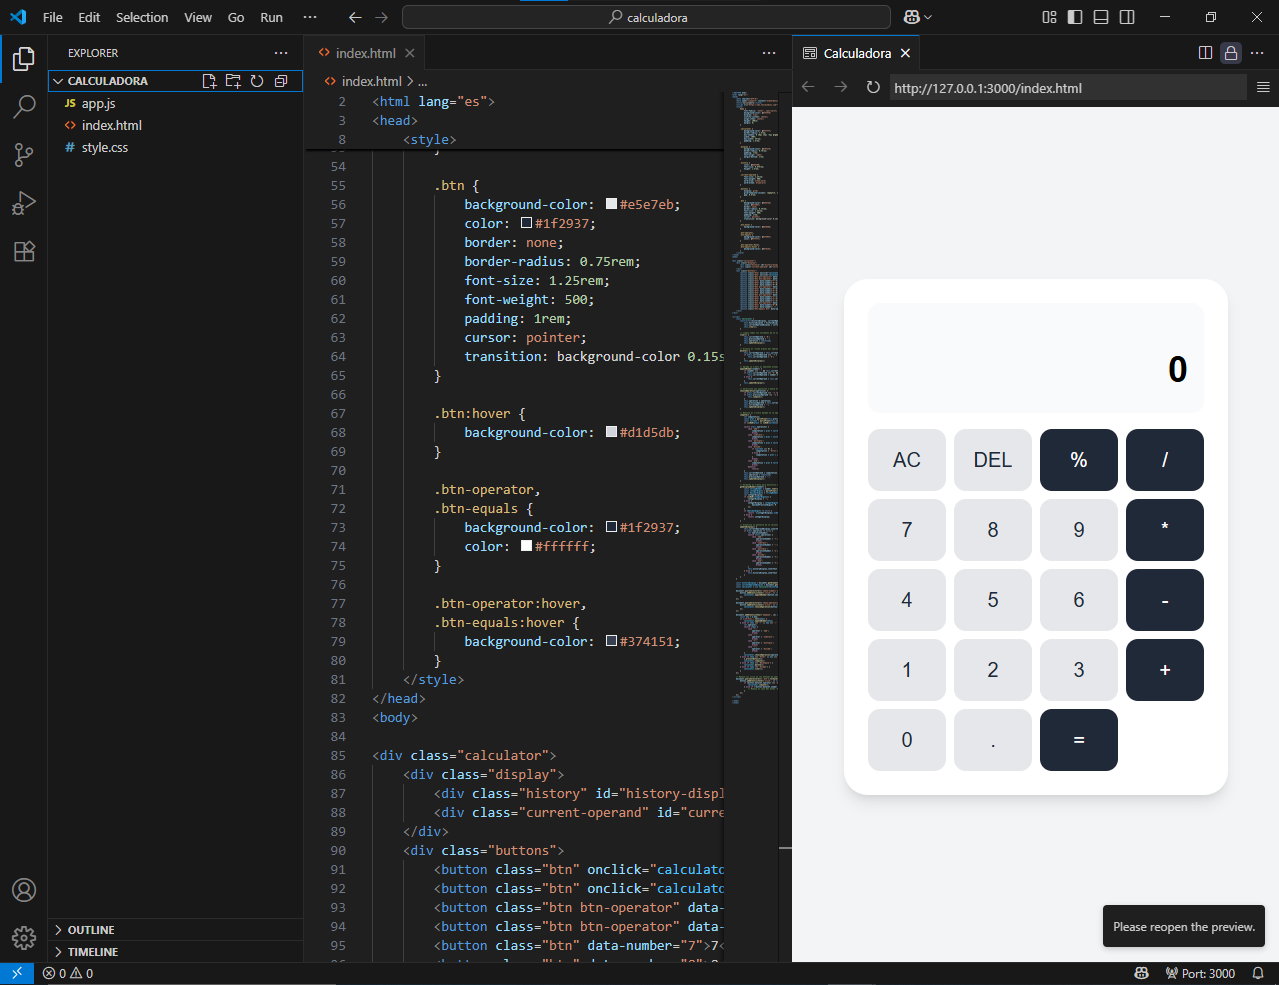 File Edit Selection View Go Run ··· calculadora
EXPLORER ···
CALCULADORA
JS app.js
<> index.html
# style.css
OUTLINE
TIMELINE
<> index.html ···
<> index.html > ...
2 <html lang="es">
3 <head>
8 <style>
54
55 .btn {
56 background-color: #e5e7eb;
57 color: #1f2937;
58 border: none;
59 border-radius: 0.75rem;
60 font-size: 1.25rem;
61 font-weight: 500;
62 padding: 1rem;
63 cursor: pointer;
64 transition: background-color 0.15s
65 }
66
67 .btn:hover {
68 background-color: #d1d5db;
69 }
70
71 .btn-operator,
72 .btn-equals {
73 background-color: #1f2937;
74 color: #ffffff;
75 }
76
77 .btn-operator:hover,
78 .btn-equals:hover {
79 background-color: #374151;
80 }
81 </style>
82 </head>
83 <body>
84
85 <div class="calculator">
86 <div class="display">
87 <div class="history" id="history-displ
88 <div class="current-operand" id="curre
89 </div>
90 <div class="buttons">
91 <button class="btn" onclick="calculato
92 <button class="btn" onclick="calculato
93 <button class="btn btn-operator" data-
94 <button class="btn btn-operator" data-
95 <button class="btn" data-number="7">7<
Calculadora ···
http://127.0.0.1:3000/index.html
0
AC DEL % /
7 8 9 *
4 5 6 -
1 2 3 +
0 . =
Please reopen the preview.
0 0 Port: 3000